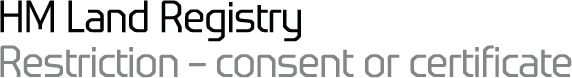 HM Land Registry
Restriction – consent or certificate